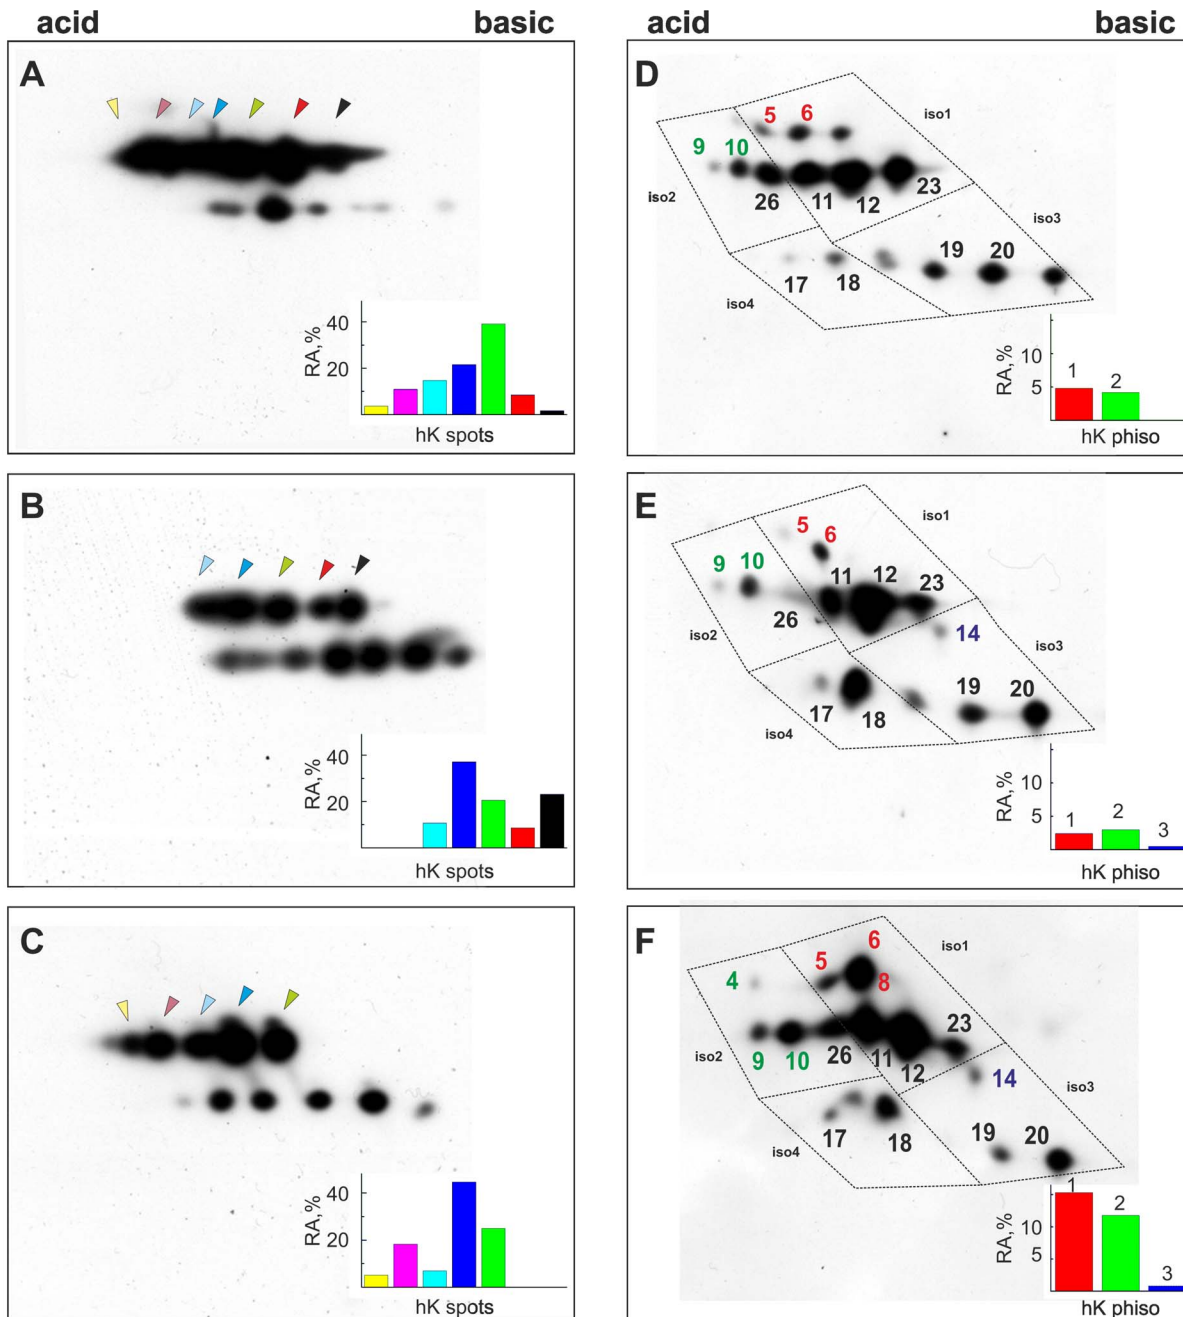 acid basic
A
RA, %
40
20
hK spots
B
RA, %
40
20
hK spots
C
RA, %
40
20
hK spots
acid basic
D
5 6
iso1
9 10
iso2
26 11 12 23
iso3
19 20
17 18
iso4
RA, %
10
5
1 2
hK phiso
E
5 6
iso1
9 10
11 12 23
26
14
iso2
iso3
19 20
17 18
iso4
RA, %
10
5
1 2 3
hK phiso
F
6
iso1
5
4 8
23
9 10 26 11 12
14
iso2
iso3
17 18 19 20
iso4
RA, %
10
5
1 2 3
hK phiso